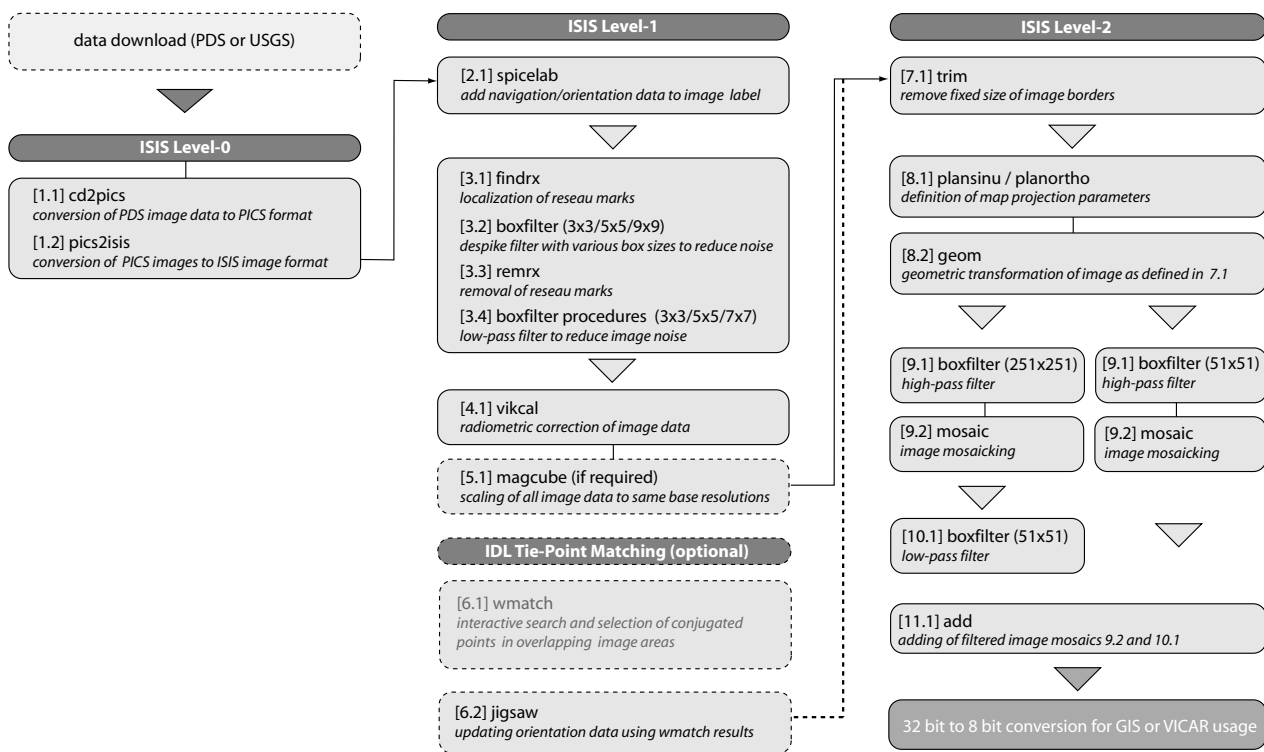 data download (PDS or USGS)
ISIS Level-0
[1.1] cd2pics
conversion of PDS image data to PICS format
[1.2] pics2isis
conversion of PICS images to ISIS image format
ISIS Level-1
[2.1] spicelab
add navigation/orientation data to image label
[3.1] findrx
localization of reseau marks
[3.2] boxfilter (3x3/5x5/9x9)
despike filter with various box sizes to reduce noise
[3.3] remrx
removal of reseau marks
[3.4] boxfilter procedures (3x3/5x5/7x7)
low-pass filter to reduce image noise
[4.1] vikcal
radiometric correction of image data
[5.1] magcube (if required)
scaling of all image data to same base resolutions
IDL Tie-Point Matching (optional)
[6.1] wmatch
interactive search and selection of conjugated
points in overlapping image areas
[6.2] jigsaw
updating orientation data using wmatch results
ISIS Level-2
[7.1] trim
remove fixed size of image borders
[8.1] plansinu / planortho
definition of map projection parameters
[8.2] geom
geometric transformation of image as defined in 7.1
[9.1] boxfilter (251x251)
high-pass filter
[9.2] mosaic
image mosaicking
[9.1] boxfilter (51x51)
high-pass filter
[9.2] mosaic
image mosaicking
[10.1] boxfilter (51x51)
low-pass filter
[11.1] add
adding of filtered image mosaics 9.2 and 10.1
32 bit to 8 bit conversion for GIS or VICAR usage